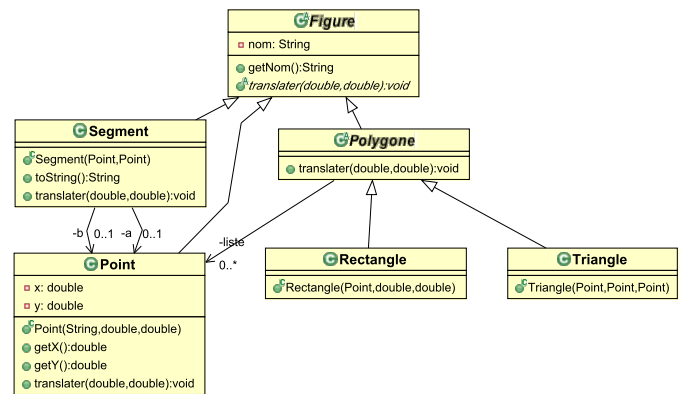 Figure
nom: String
getNom():String
translater(double,double):void
Segment
Segment(Point,Point)
toString():String
translater(double,double):void
Polygone
translater(double,double):void
-b 0..1 -a 0..1
-liste
0..*
Point
x: double
y: double
Point(String,double,double)
getX():double
getY():double
translater(double,double):void
Rectangle
Rectangle(Point,double,double)
Triangle
Triangle(Point,Point,Point)